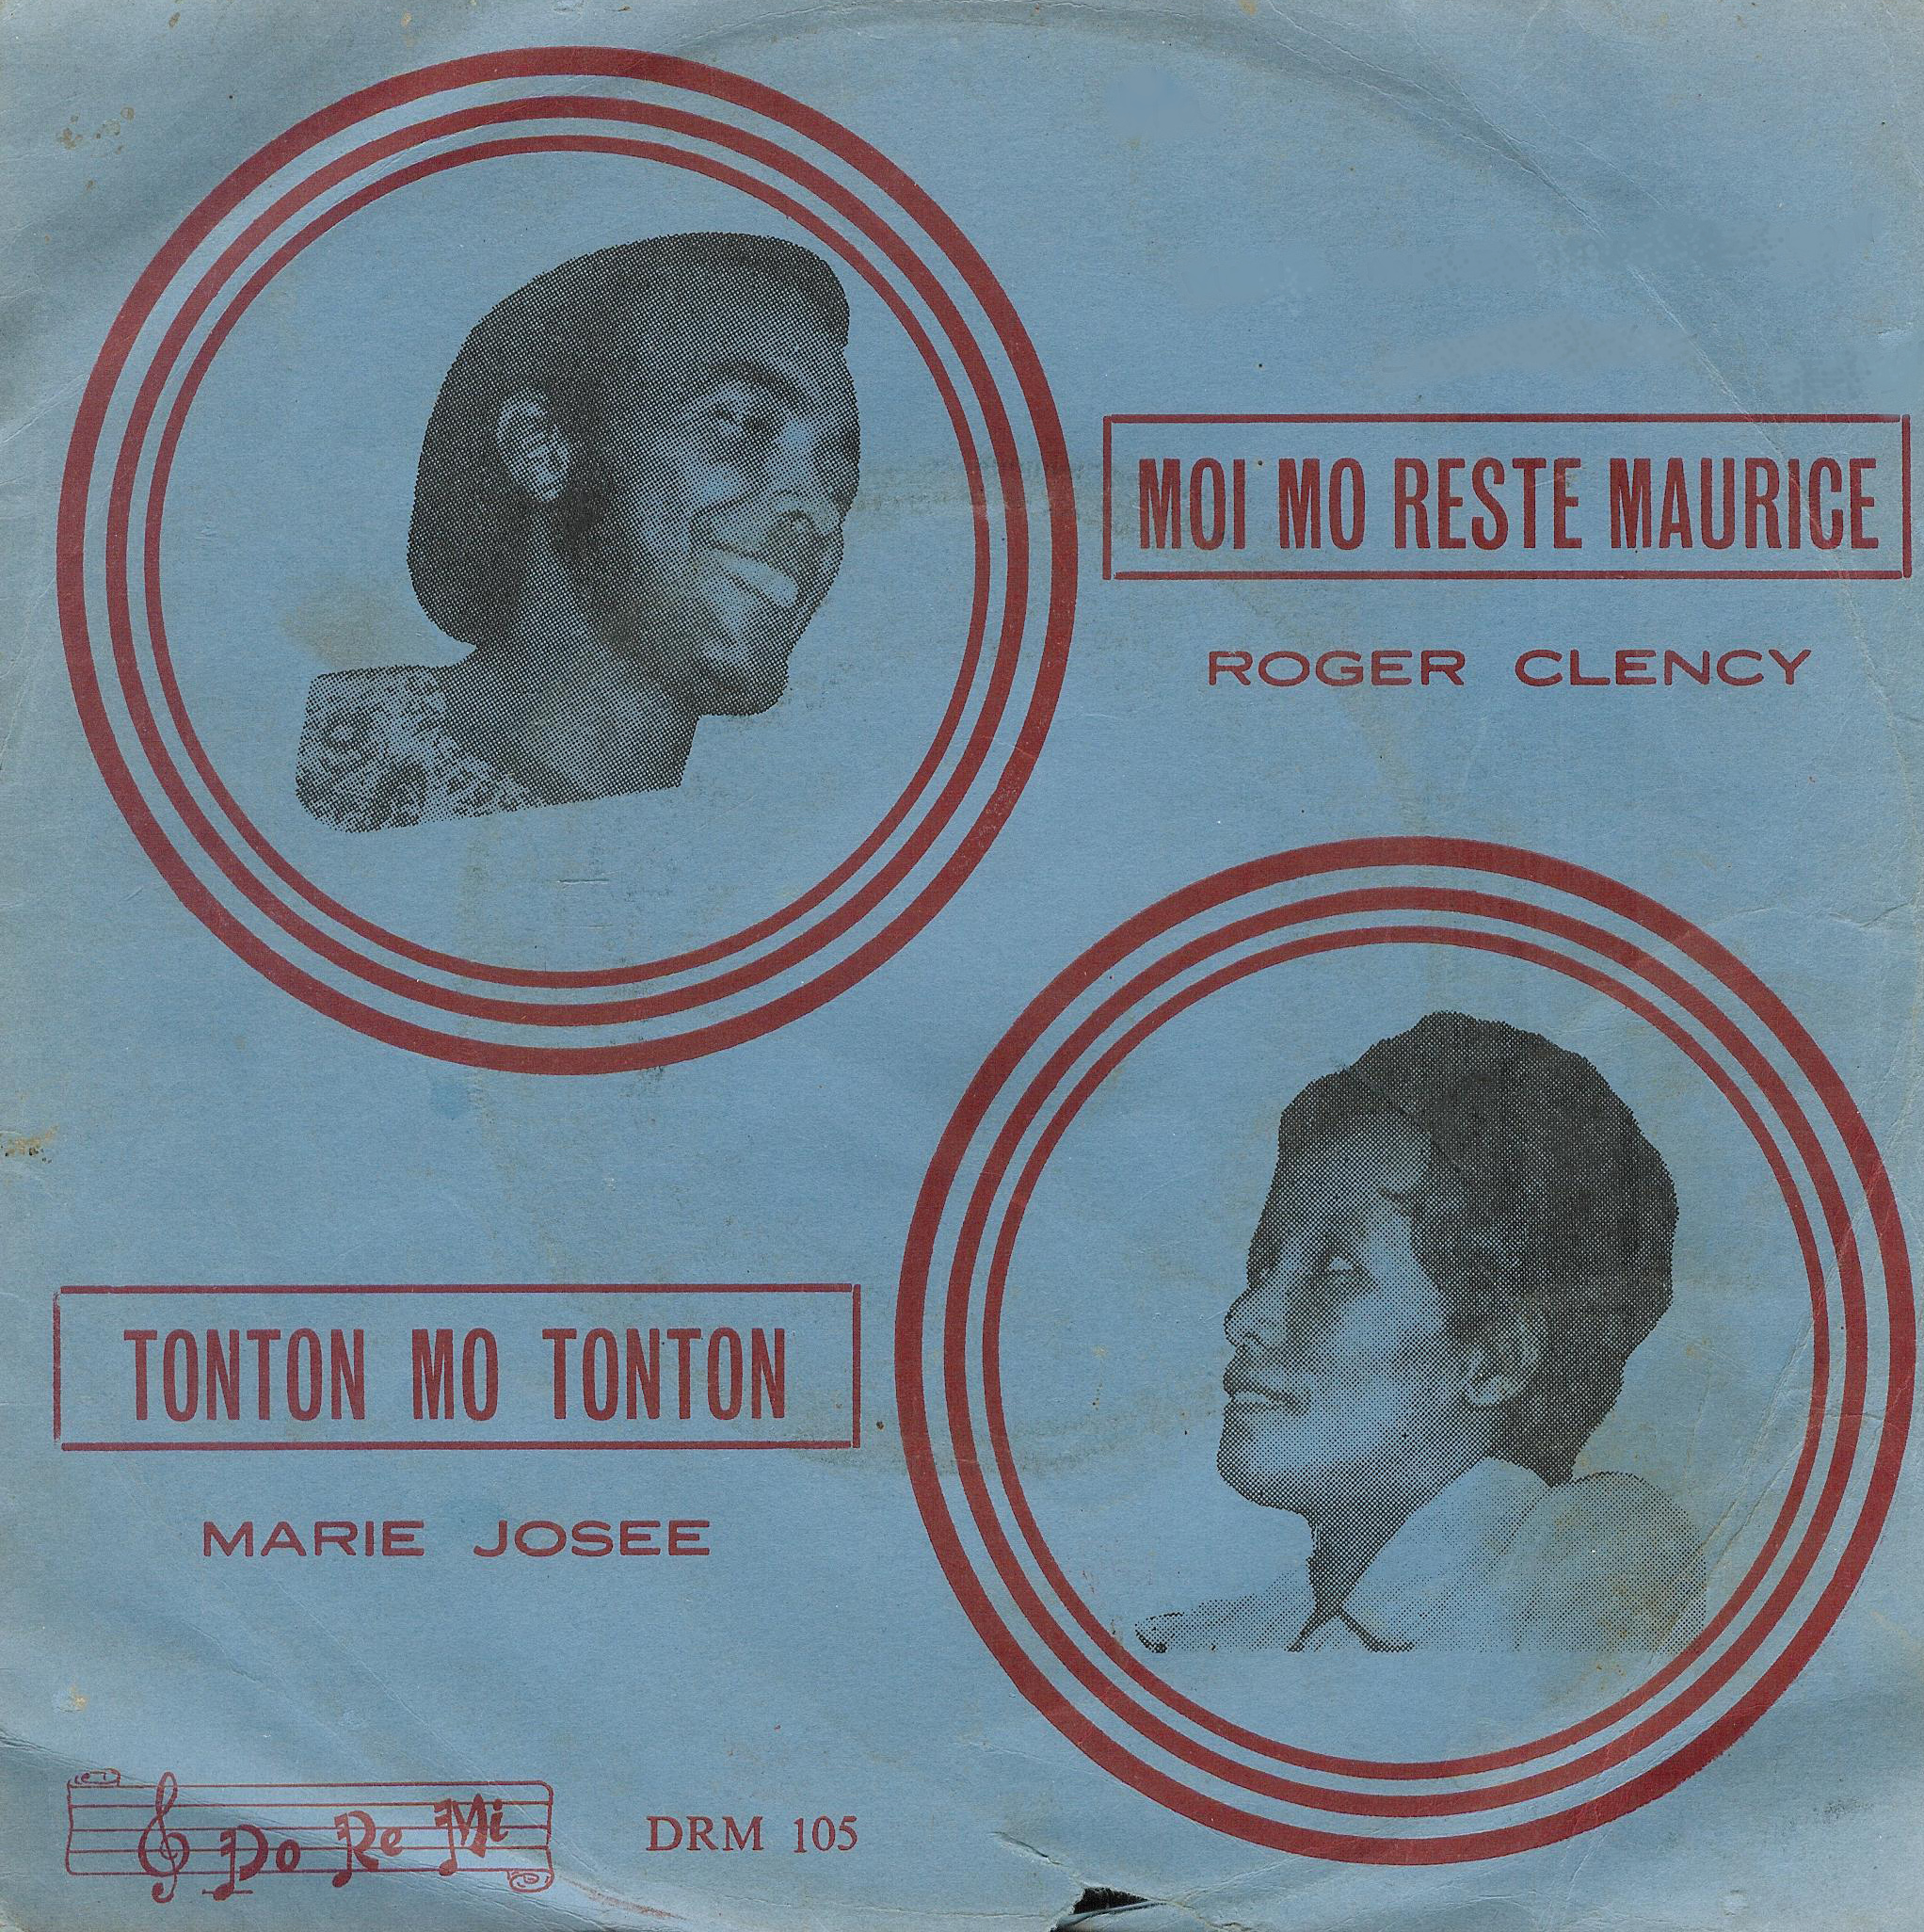 MOI MO RESTE MAURICE
ROGER CLENCY
TONTON MO TONTON
MARIE JOSEE
Do Re Mi
DRM 105